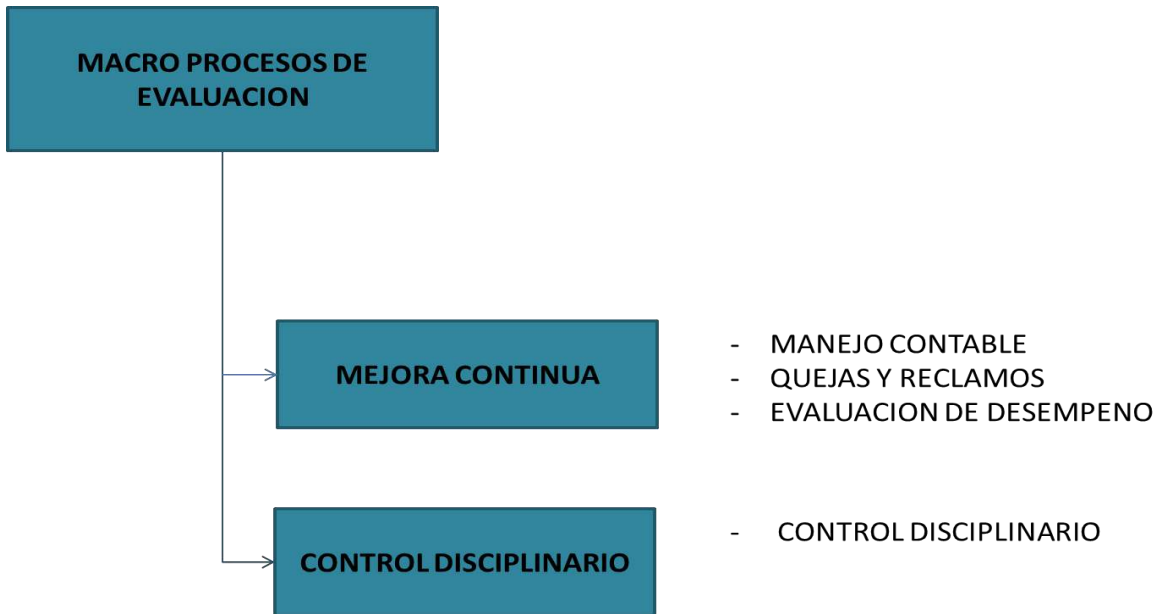 MACRO PROCESOS DE
EVALUACION
MEJORA CONTINUA
- MANEJO CONTABLE
- QUEJAS Y RECLAMOS
- EVALUACION DE DESEMPENO
CONTROL DISCIPLINARIO
- CONTROL DISCIPLINARIO